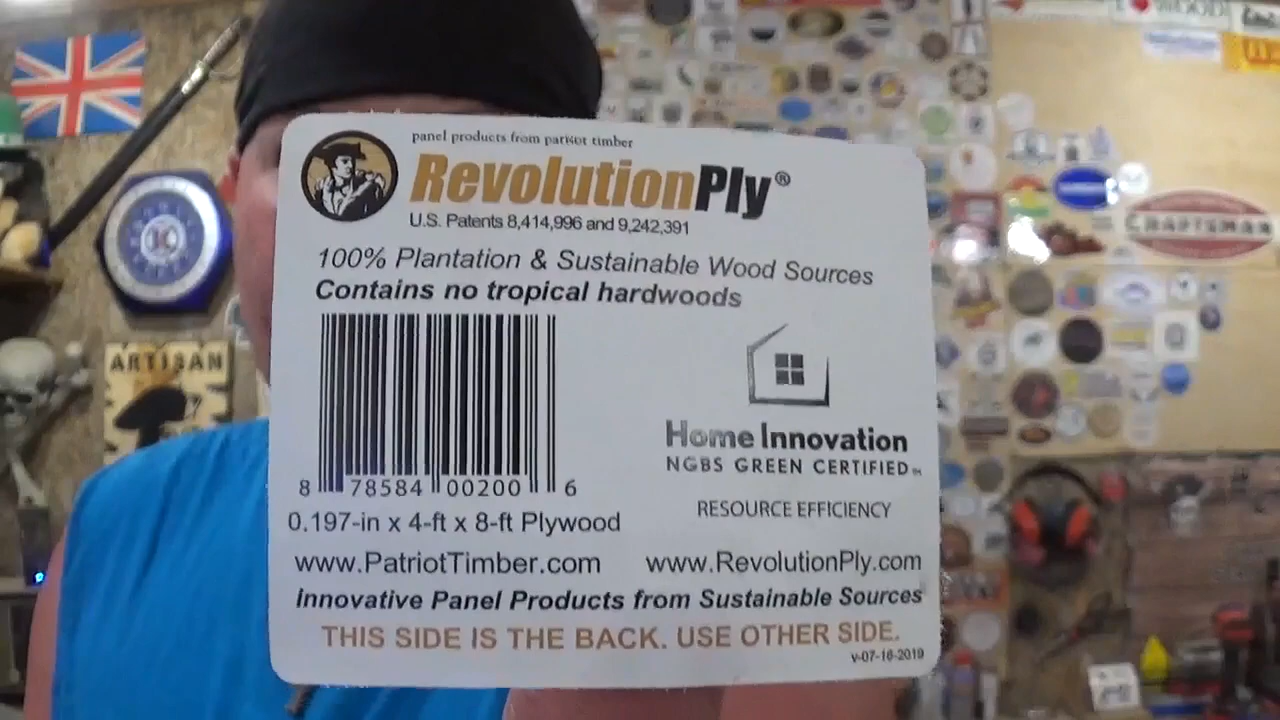 panel products from patriot timber
RevolutionPly®
U.S. Patents 8,414,996 and 9,242,391
100% Plantation & Sustainable Wood Sources
Contains no tropical hardwoods
8 78584 00200 6
Home Innovation
NGBS GREEN CERTIFIED™
RESOURCE EFFICIENCY
0.197-in x 4-ft x 8-ft Plywood
www.PatriotTimber.com www.RevolutionPly.com
Innovative Panel Products from Sustainable Sources
THIS SIDE IS THE BACK. USE OTHER SIDE.
v-07-16-2019
ARTISAN
CRAFTSMAN